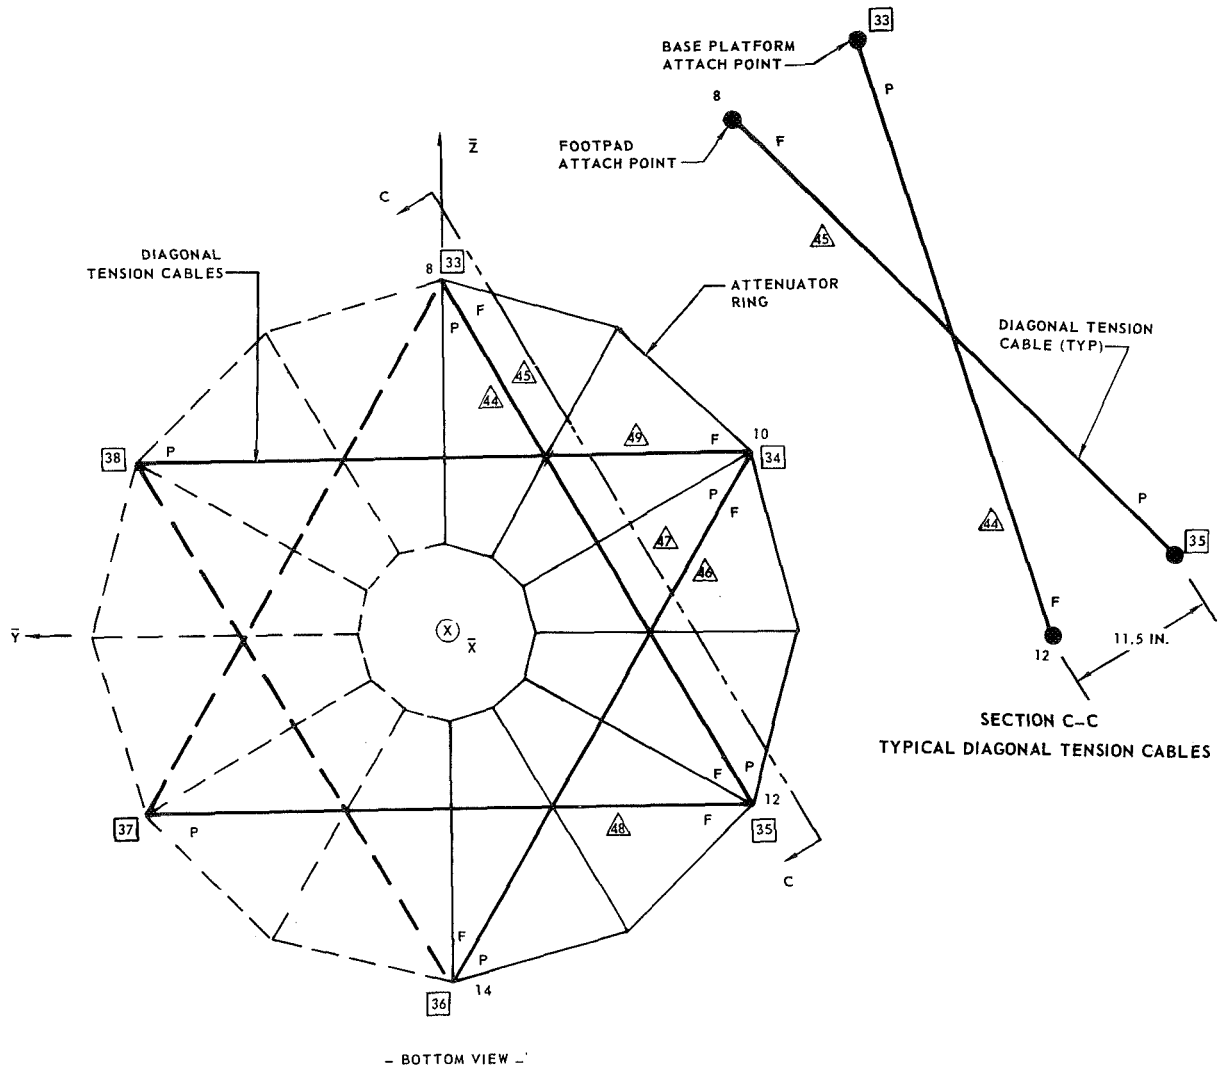 33
BASE PLATFORM
ATTACH POINT
P
8
F
FOOTPAD
ATTACH POINT
Z̄
C
45
DIAGONAL
TENSION CABLES
8
33
ATTENUATOR
RING
F
P
DIAGONAL TENSION
CABLE (TYP)
45
44
49
F
10
38
P
34
P
F
P
44
35
47
46
F
12
11.5 IN.
Ȳ
X
X̄
SECTION C–C
TYPICAL DIAGONAL TENSION CABLES
F
P
12
37
P
48
F
35
C
F
P
36
14
– BOTTOM VIEW –